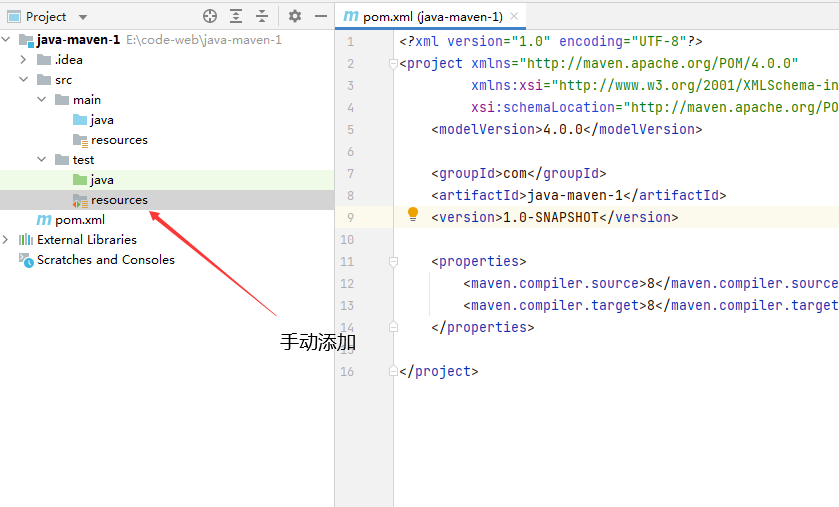 Project
java-maven-1 E:\code-web\java-maven-1
.idea
src
main
java
resources
test
java
resources
pom.xml
External Libraries
Scratches and Consoles
手动添加
m pom.xml (java-maven-1)
1 <?xml version="1.0" encoding="UTF-8"?>
2 <project xmlns="http://maven.apache.org/POM/4.0.0"
3 xmlns:xsi="http://www.w3.org/2001/XMLSchema-in
4 xsi:schemaLocation="http://maven.apache.org/PO
5 <modelVersion>4.0.0</modelVersion>
6
7 <groupId>com</groupId>
8 <artifactId>java-maven-1</artifactId>
9 <version>1.0-SNAPSHOT</version>
10
11 <properties>
12 <maven.compiler.source>8</maven.compiler.source
13 <maven.compiler.target>8</maven.compiler.target
14 </properties>
15
16 </project>